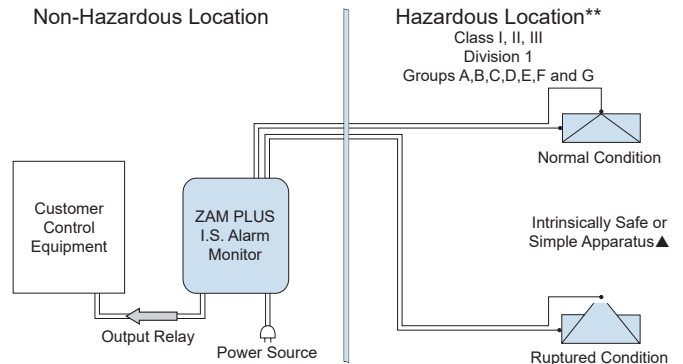 Non-Hazardous Location
Hazardous Location**
Class I, II, III
Division 1
Groups A,B,C,D,E,F and G
Normal Condition
Customer
Control
Equipment
ZAM PLUS
I.S. Alarm
Monitor
Intrinsically Safe or
Simple Apparatus▲
Output Relay
Power Source
Ruptured Condition